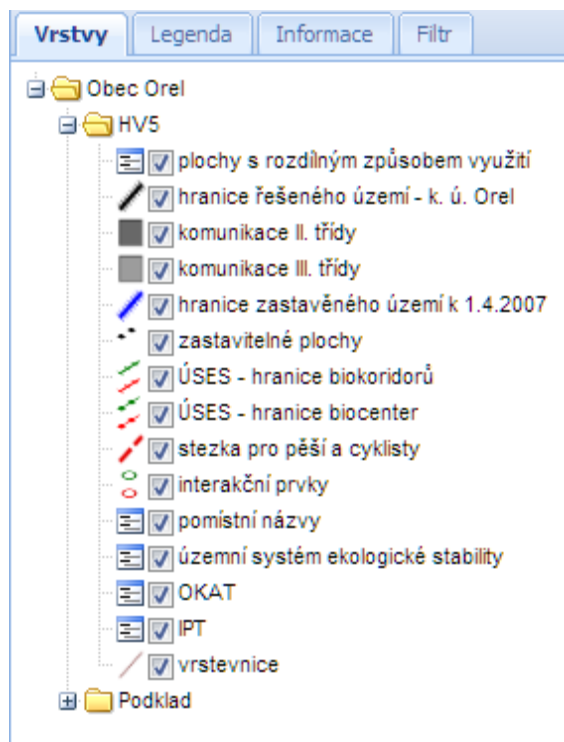 Vrstvy Legenda Informace Filtr
Obec Orel
HV5
plochy s rozdílným způsobem využití
hranice řešeného území - k. ú. Orel
komunikace II. třídy
komunikace III. třídy
hranice zastavěného území k 1.4.2007
zastavitelné plochy
ÚSES - hranice biokoridorů
ÚSES - hranice biocenter
stezka pro pěší a cyklisty
interakční prvky
pomístní názvy
územní systém ekologické stability
OKAT
IPT
vrstevnice
Podklad